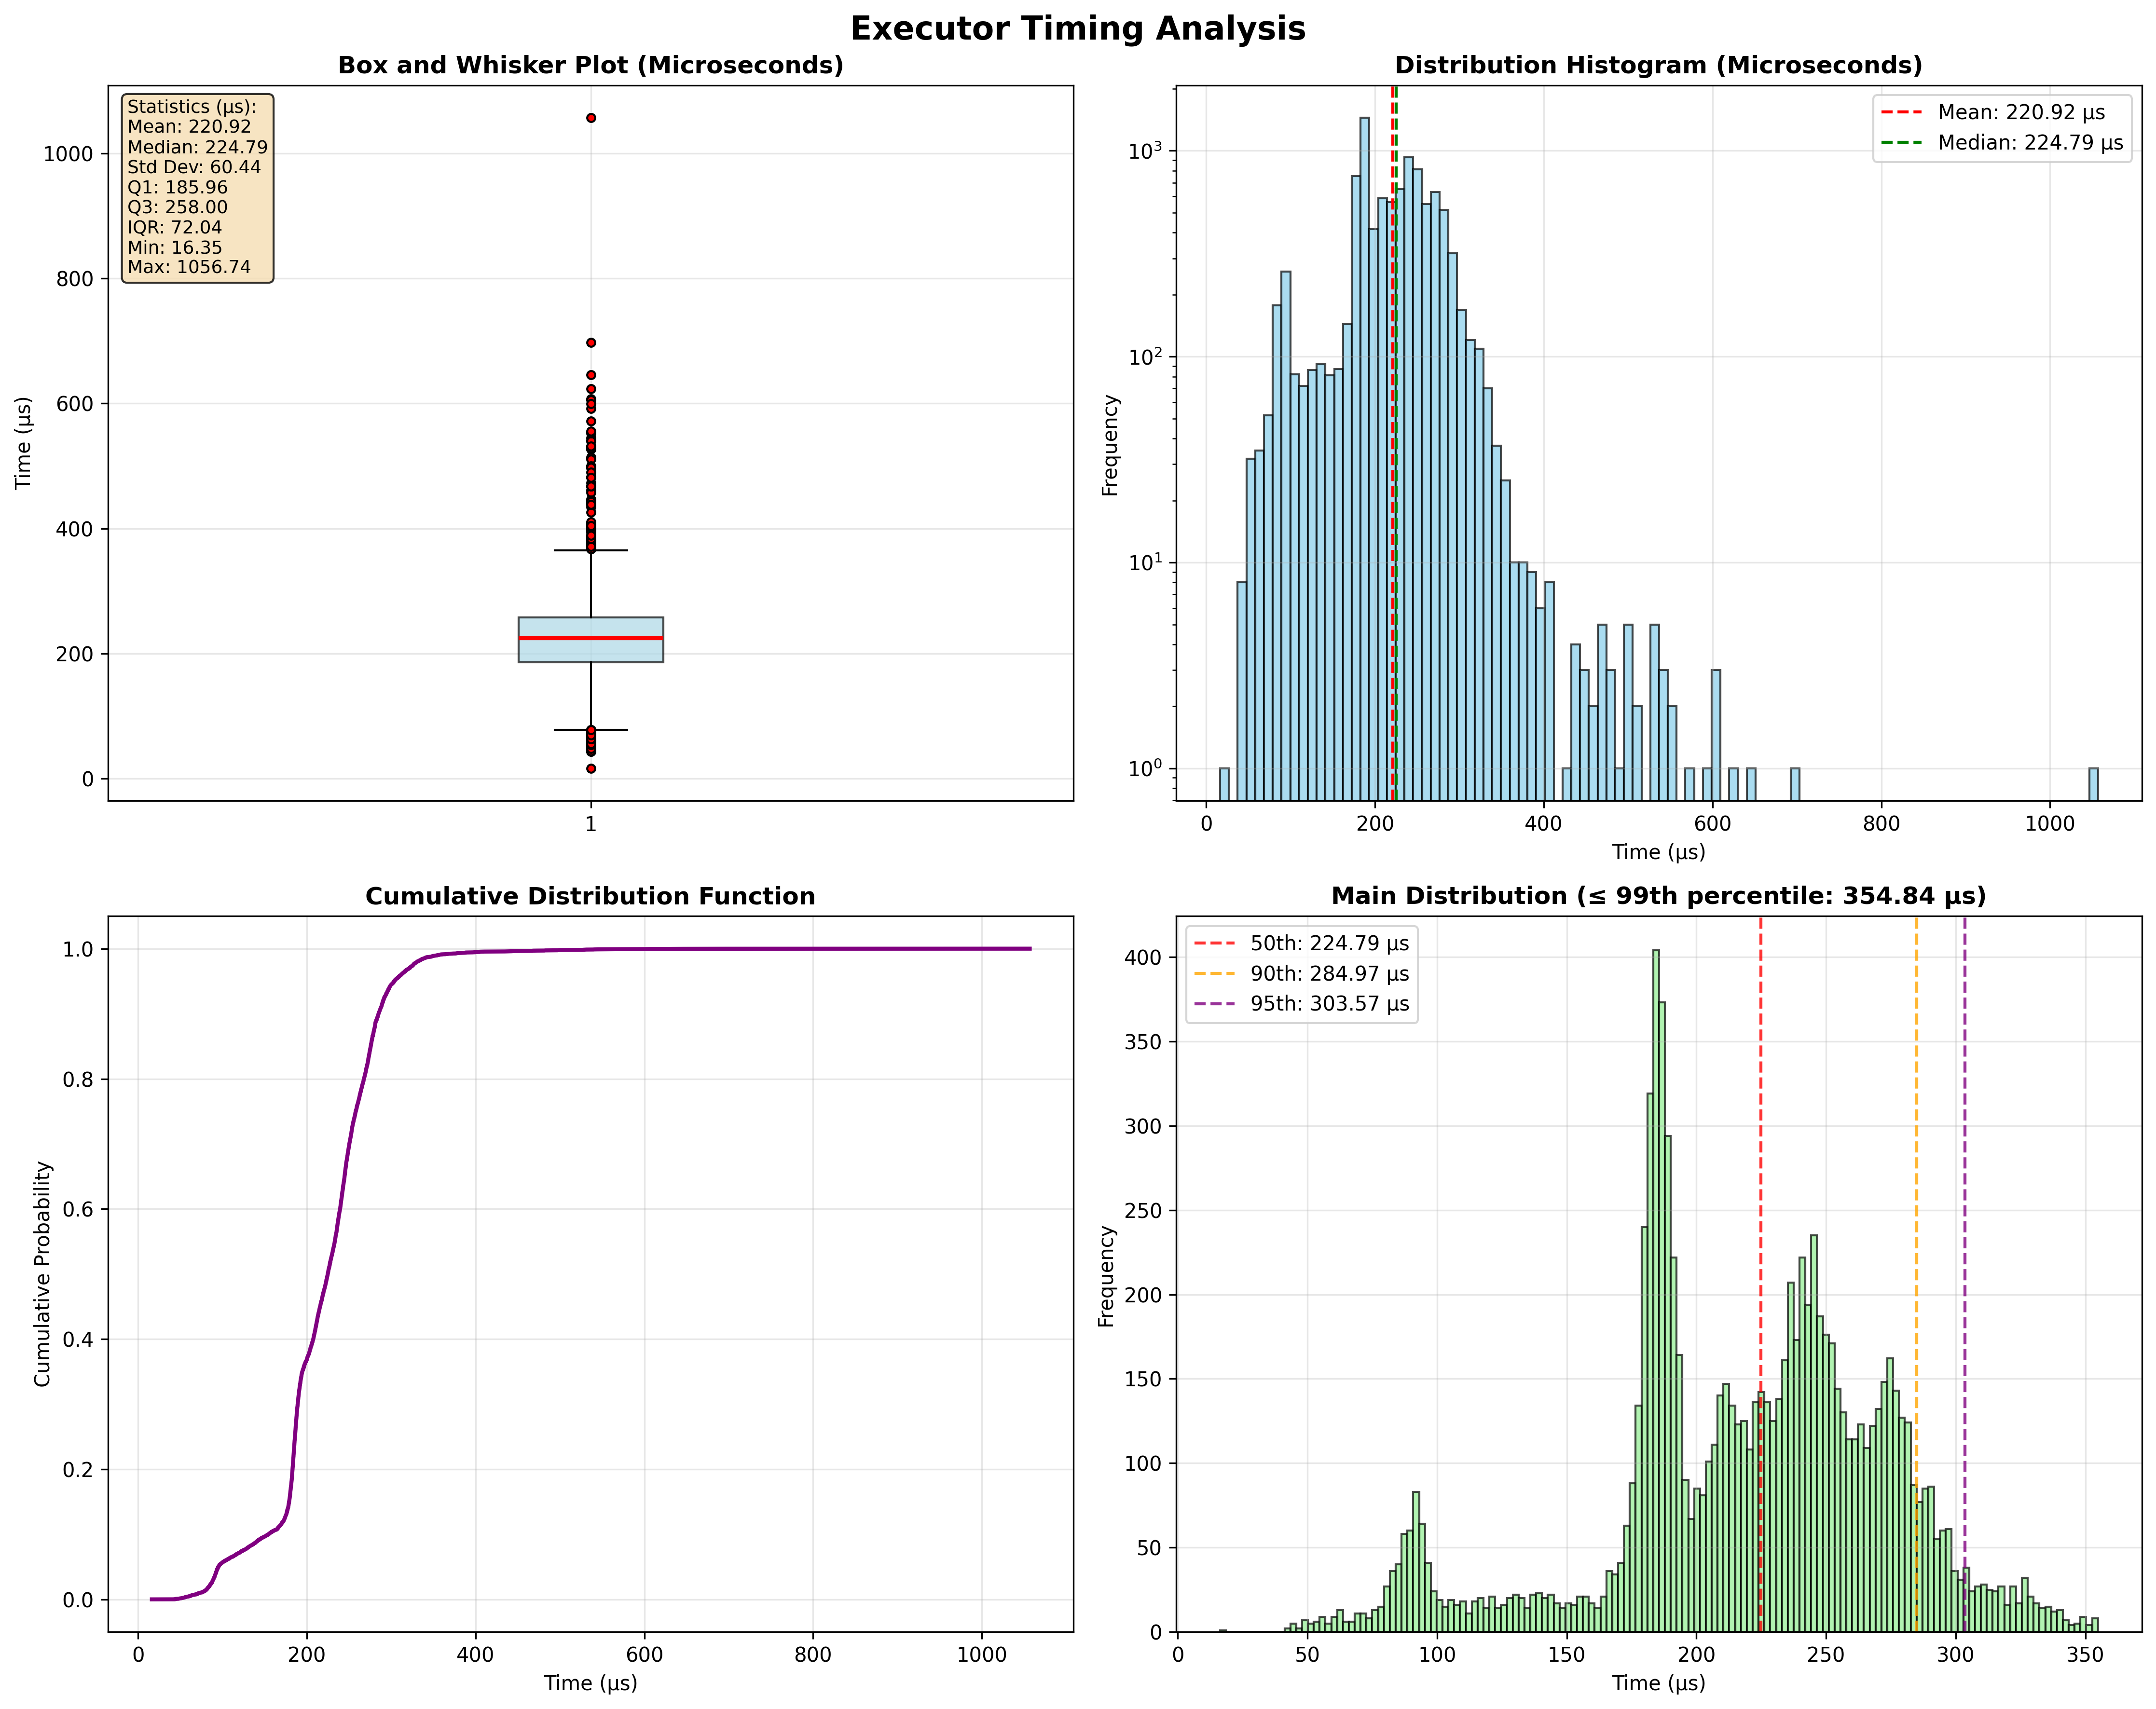 Executor Timing Analysis
Box and Whisker Plot (Microseconds)
Statistics (µs):
Mean: 220.92
Median: 224.79
Std Dev: 60.44
Q1: 185.96
Q3: 258.00
IQR: 72.04
Min: 16.35
Max: 1056.74
Time (µs)
1000
800
600
400
200
0
1
Distribution Histogram (Microseconds)
Mean: 220.92 µs
Median: 224.79 µs
Frequency
10³
10²
10¹
10⁰
0 200 400 600 800 1000
Time (µs)
Cumulative Distribution Function
Cumulative Probability
1.0
0.8
0.6
0.4
0.2
0.0
0 200 400 600 800 1000
Time (µs)
Main Distribution (≤ 99th percentile: 354.84 µs)
50th: 224.79 µs
90th: 284.97 µs
95th: 303.57 µs
Frequency
400
350
300
250
200
150
100
50
0
0 50 100 150 200 250 300 350
Time (µs)